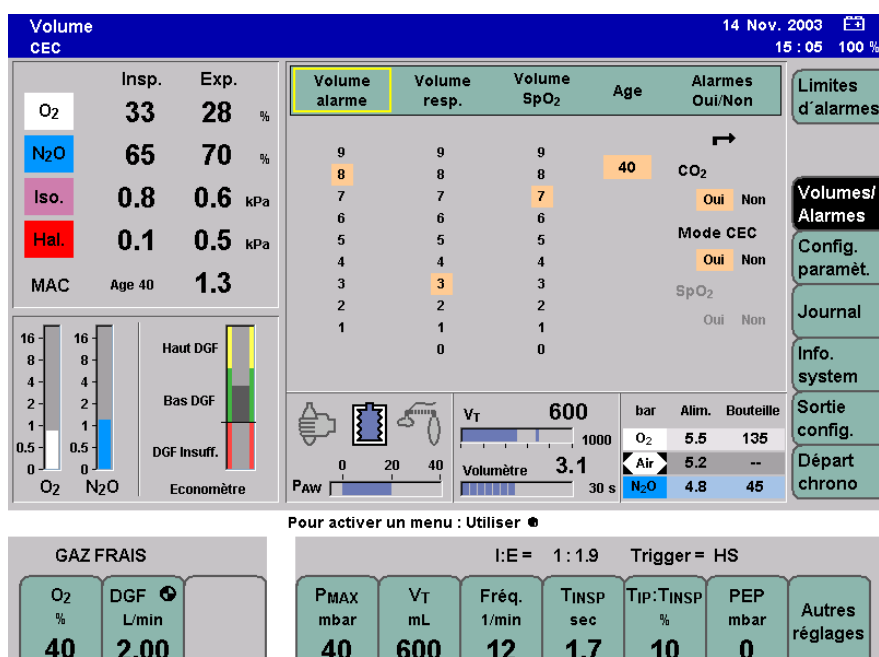 Volume
CEC
14 Nov. 2003
15 : 05 100 %
Insp. Exp.
O2 33 28 %
N2O 65 70 %
Iso. 0.8 0.6 kPa
Hal. 0.1 0.5 kPa
MAC Age 40 1.3
Volume alarme
Volume resp.
Volume SpO2
Age
Alarmes Oui/Non
9 9 9
8 8 8
7 7 7
6 6 6
5 5 5
4 4 4
3 3 3
2 2 2
1 1 1
0 0
40
CO2
Oui Non
Mode CEC
Oui Non
SpO2
Oui Non
Limites d´alarmes
Volumes/ Alarmes
Config. paramèt.
Journal
Info. system
Sortie config.
Départ chrono
16 16
8 8
4 4
2 2
1 1
0.5 0.5
0 0
O2 N2O
Haut DGF
Bas DGF
DGF Insuff.
Economètre
0 20 40
PAW
VT 600
1000
Volumètre 3.1
30 s
bar Alim. Bouteille
O2 5.5 135
Air 5.2 --
N2O 4.8 45
Pour activer un menu : Utiliser
GAZ FRAIS
I:E = 1 : 1.9 Trigger = HS
O2 % 40
DGF L/min 2.00
PMAX mbar 40
VT mL 600
Fréq. 1/min 12
TINSP sec 1.7
TIP:TINSP % 10
PEP mbar 0
Autres réglages